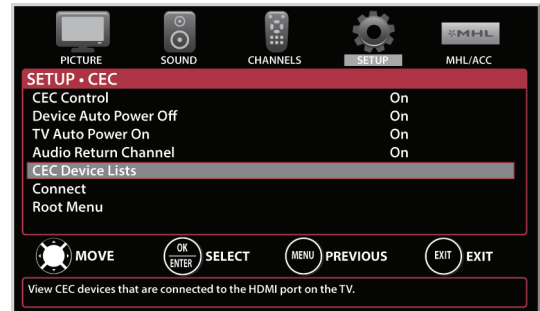 MHL
PICTURE SOUND CHANNELS SETUP MHL/ACC
SETUP • CEC
CEC Control On
Device Auto Power Off On
TV Auto Power On On
Audio Return Channel On
CEC Device Lists
Connect
Root Menu
MOVE OK ENTER SELECT MENU PREVIOUS EXIT EXIT
View CEC devices that are connected to the HDMI port on the TV.